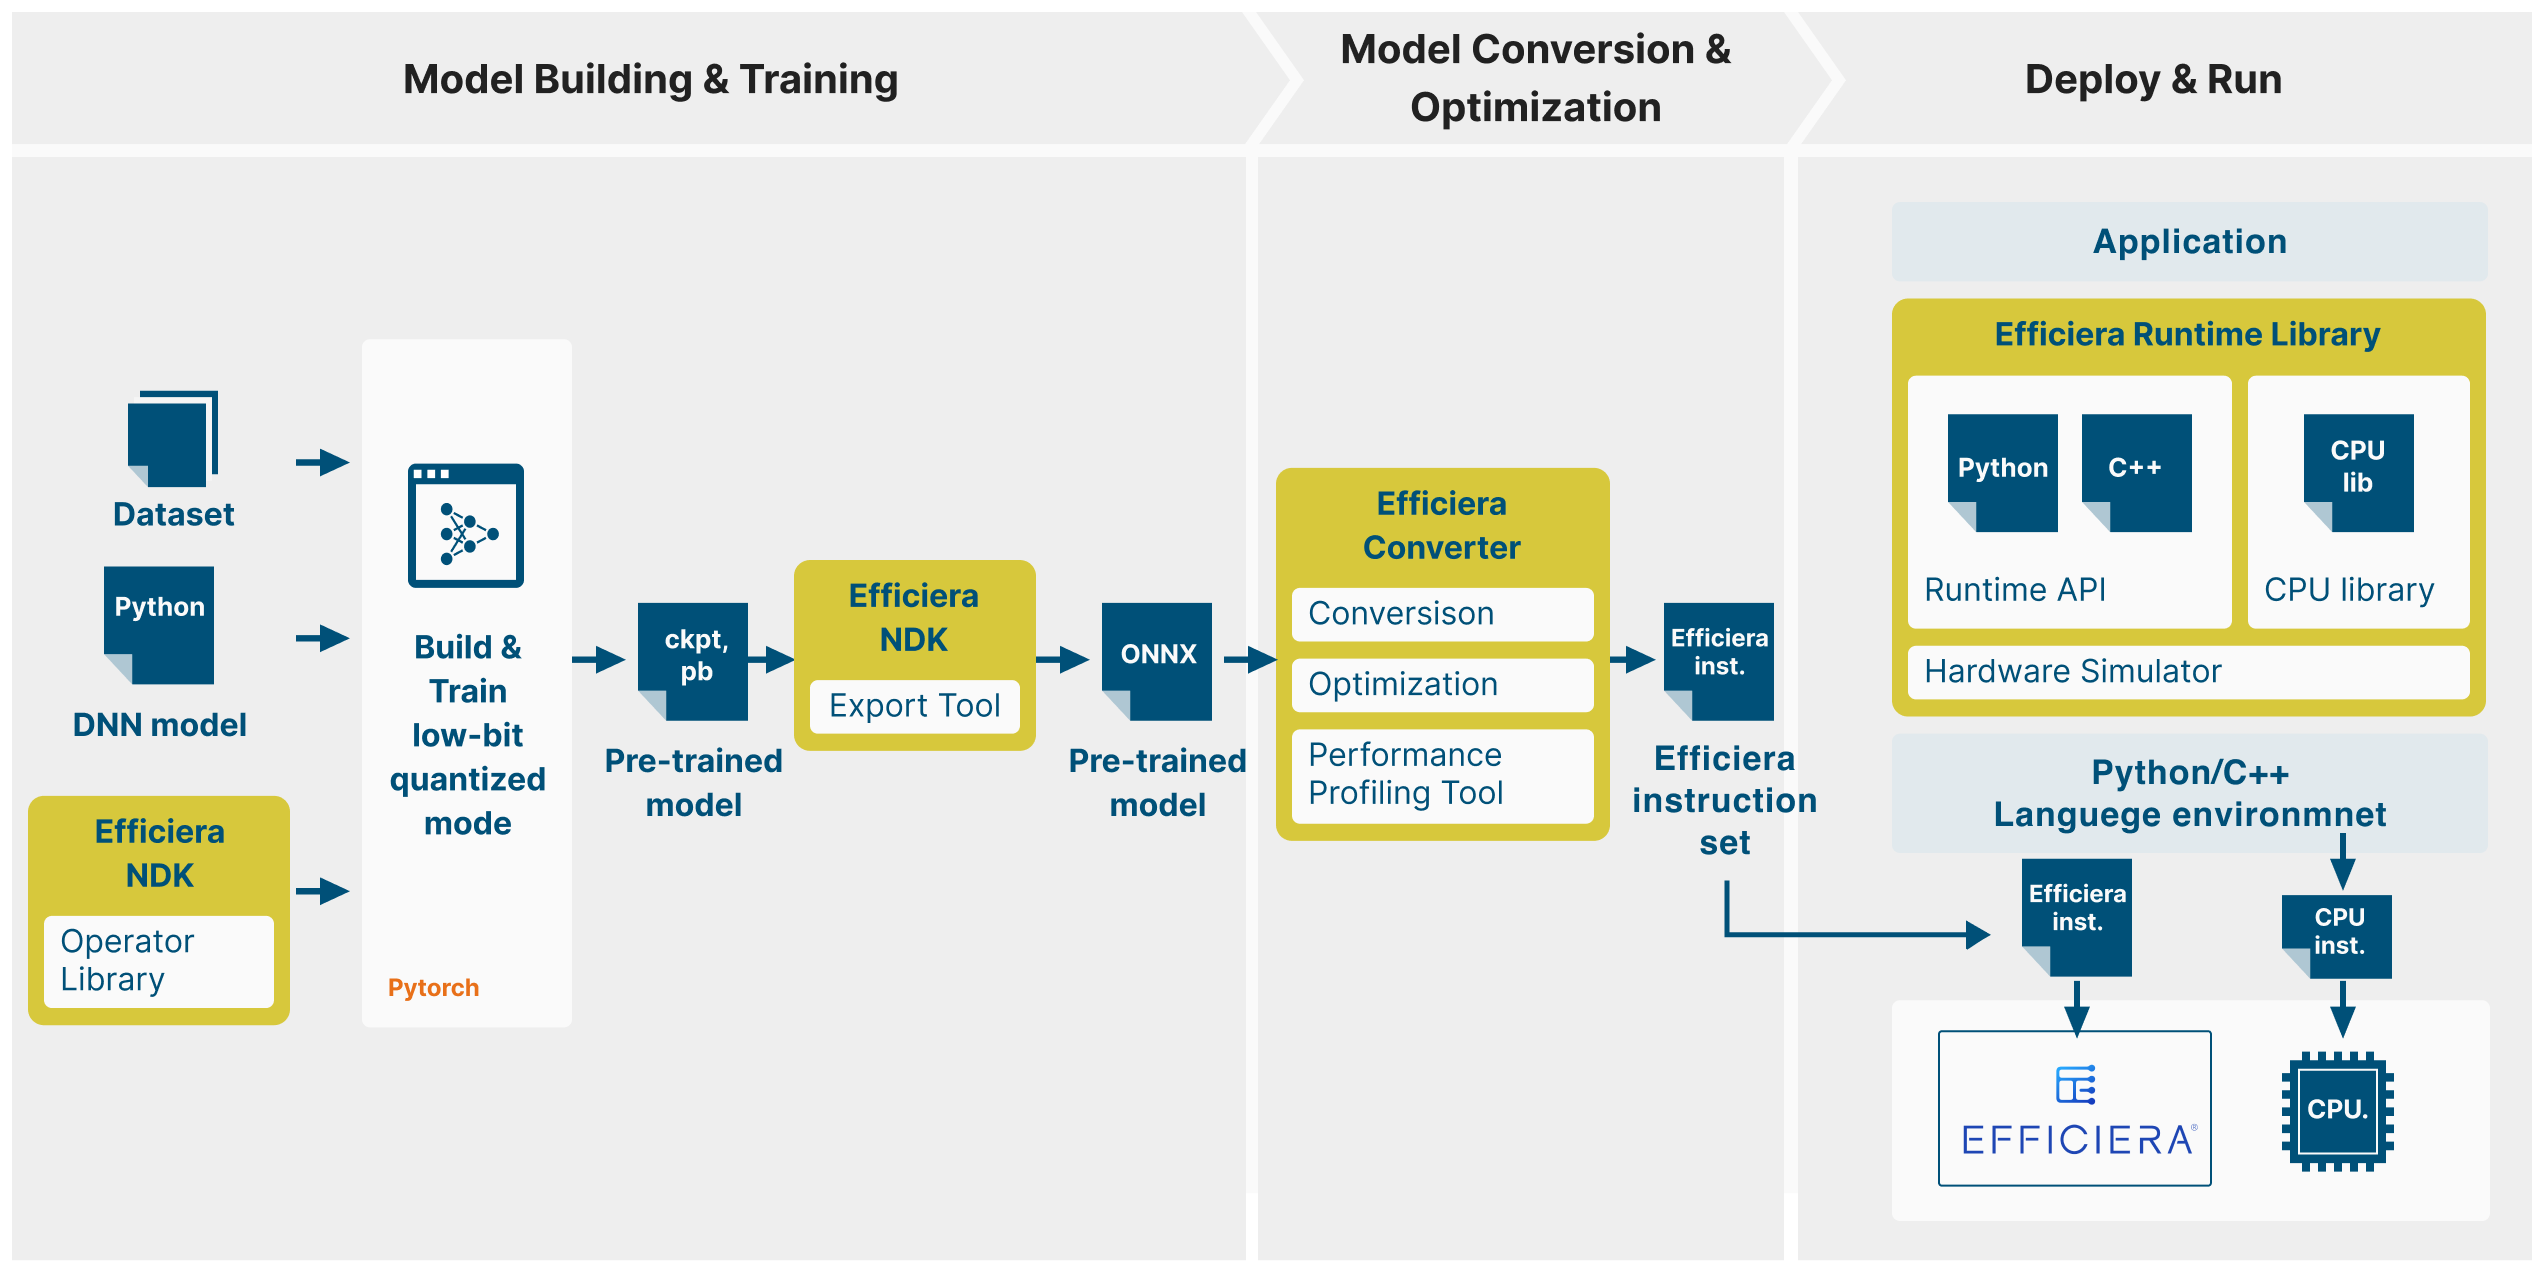 Model Building & Training
Model Conversion &
Optimization
Deploy & Run
Dataset
Python
DNN model
Efficiera
NDK
Operator
Library
Build &
Train
low-bit
quantized
mode
Pytorch
ckpt,
pb
Pre-trained
model
Efficiera
NDK
Export Tool
ONNX
Pre-trained
model
Efficiera
Converter
Conversison
Optimization
Performance
Profiling Tool
Efficiera
inst.
Efficiera
instruction
set
Application
Efficiera Runtime Library
Python
C++
Runtime API
CPU
lib
CPU library
Hardware Simulator
Python/C++
Languege environmnet
Efficiera
inst.
CPU
inst.
EFFICIERA®
CPU.